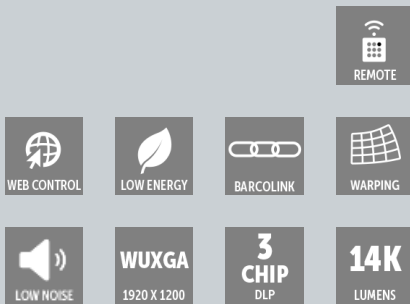 REMOTE
WEB CONTROL
LOW ENERGY
BARCOLINK
WARPING
LOW NOISE
WUXGA
1920 X 1200
3
CHIP
DLP
14K
LUMENS